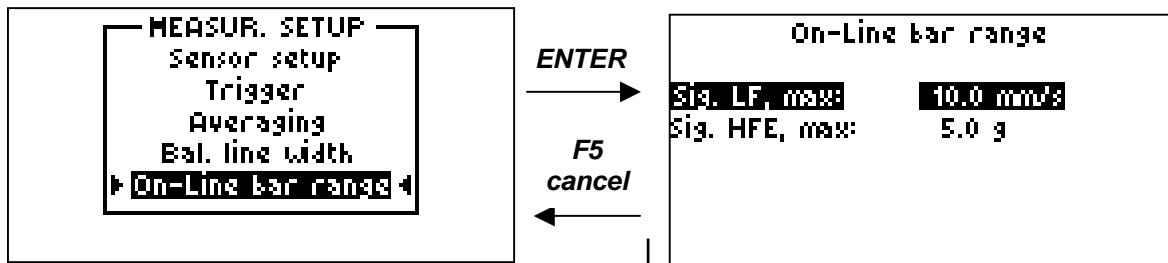 MEASUR. SETUP
Sensor setup
Trigger
Averaging
Bal. line width
On-Line bar range
ENTER
F5
cancel
On-Line bar range
Sig. LF, max: 10.0 mm/s
Sig. HFE, max: 5.0 g